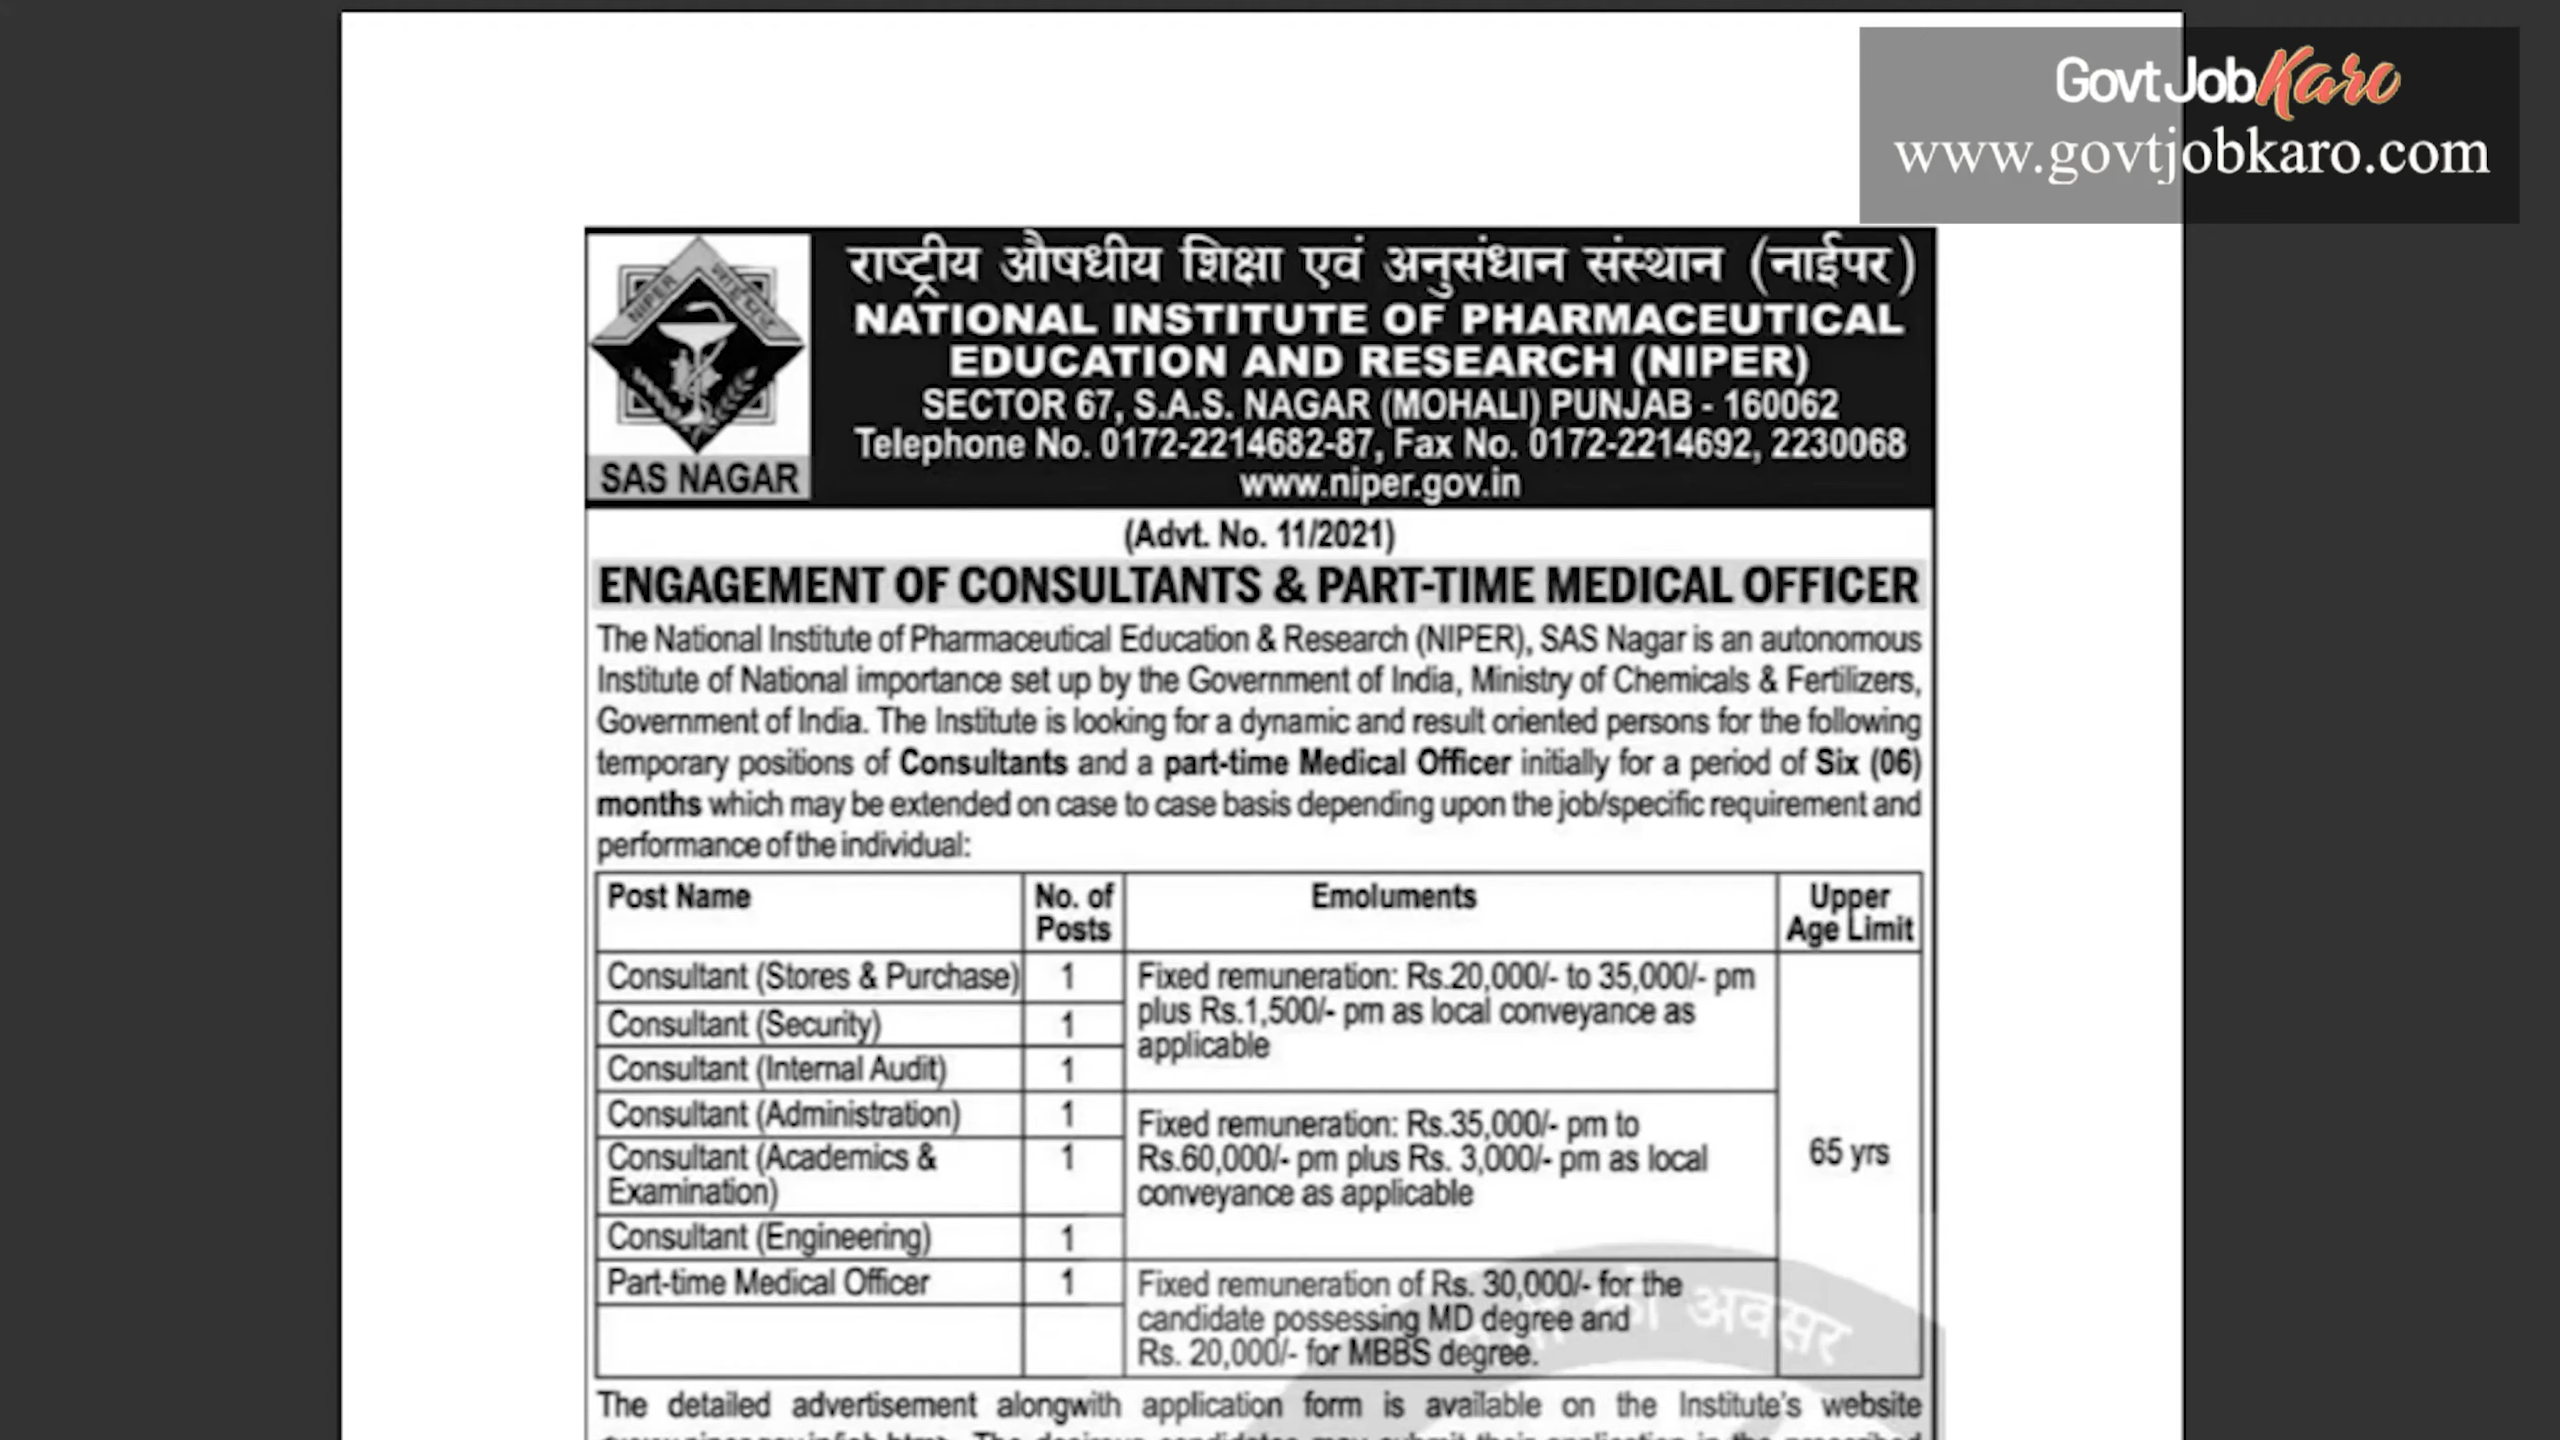 GovtJobKaro
www.govtjobkaro.com
राष्ट्रीय औषधीय शिक्षा एवं अनुसंधान संस्थान (नाईपर)
NATIONAL INSTITUTE OF PHARMACEUTICAL
EDUCATION AND RESEARCH (NIPER)
SECTOR 67, S.A.S. NAGAR (MOHALI) PUNJAB - 160062
Telephone No. 0172-2214682-87, Fax No. 0172-2214692, 2230068
www.niper.gov.in
NIPER नाईपर
SAS NAGAR
(Advt. No. 11/2021)
ENGAGEMENT OF CONSULTANTS & PART-TIME MEDICAL OFFICER
The National Institute of Pharmaceutical Education & Research (NIPER), SAS Nagar is an autonomous
Institute of National importance set up by the Government of India, Ministry of Chemicals & Fertilizers,
Government of India. The Institute is looking for a dynamic and result oriented persons for the following
temporary positions of Consultants and a part-time Medical Officer initially for a period of Six (06)
months which may be extended on case to case basis depending upon the job/specific requirement and
performance of the individual:
Post Name No. of Posts Emoluments Upper Age Limit
Consultant (Stores & Purchase) 1 Fixed remuneration: Rs.20,000/- to 35,000/- pm
plus Rs.1,500/- pm as local conveyance as
applicable
Consultant (Security) 1
Consultant (Internal Audit) 1
Consultant (Administration) 1 Fixed remuneration: Rs.35,000/- pm to
Rs.60,000/- pm plus Rs. 3,000/- pm as local
conveyance as applicable
65 yrs
Consultant (Academics &
Examination) 1
Consultant (Engineering) 1
Part-time Medical Officer 1 Fixed remuneration of Rs. 30,000/- for the
candidate possessing MD degree and
Rs. 20,000/- for MBBS degree.
को अवसर
The detailed advertisement alongwith application form is available on the Institute's website